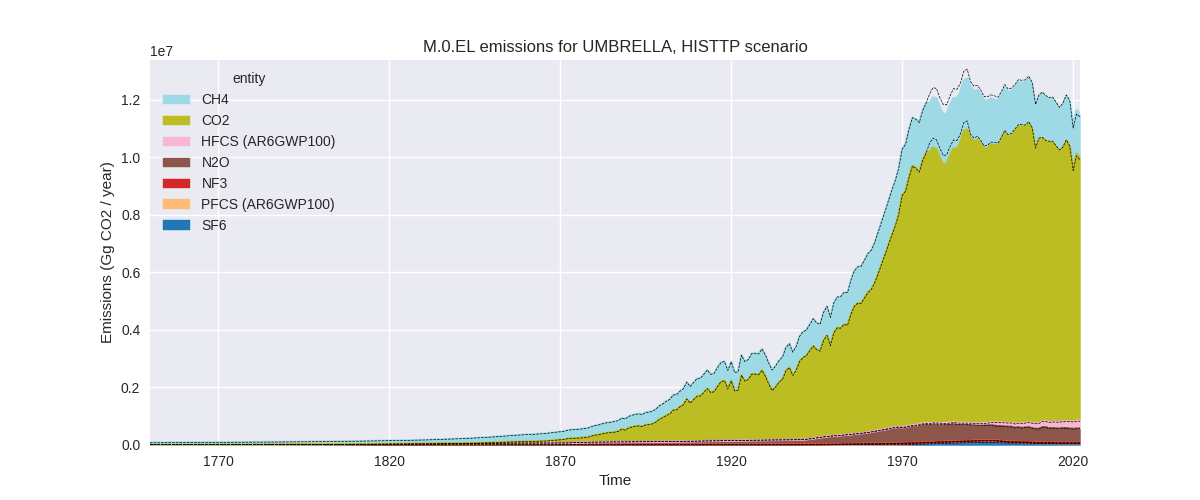 M.0.EL emissions for UMBRELLA, HISTTP scenario
1e7
entity
CH4
CO2
HFCS (AR6GWP100)
N2O
NF3
PFCS (AR6GWP100)
SF6
Emissions (Gg CO2 / year)
1.2
1.0
0.8
0.6
0.4
0.2
0.0
1770 1820 1870 1920 1970 2020
Time